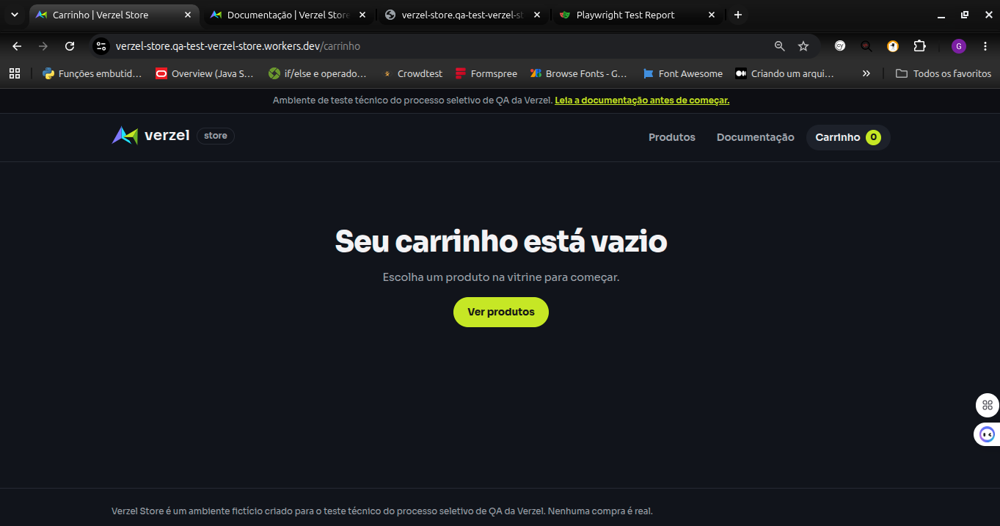 Carrinho | Verzel Store
Documentação | Verzel Store
verzel-store.qa-test-verzel-st
Playwright Test Report
verzel-store.qa-test-verzel-store.workers.dev/carrinho
G
Funções embutid...
Overview (Java S...
if/else e operado...
Crowdtest
Formspree
Browse Fonts - G...
Font Awesome
Criando um arqui...
Todos os favoritos
Ambiente de teste técnico do processo seletivo de QA da Verzel. Leia a documentação antes de começar.
verzel store
Produtos
Documentação
Carrinho 0
Seu carrinho está vazio
Escolha um produto na vitrine para começar.
Ver produtos
Verzel Store é um ambiente fictício criado para o teste técnico do processo seletivo de QA da Verzel. Nenhuma compra é real.